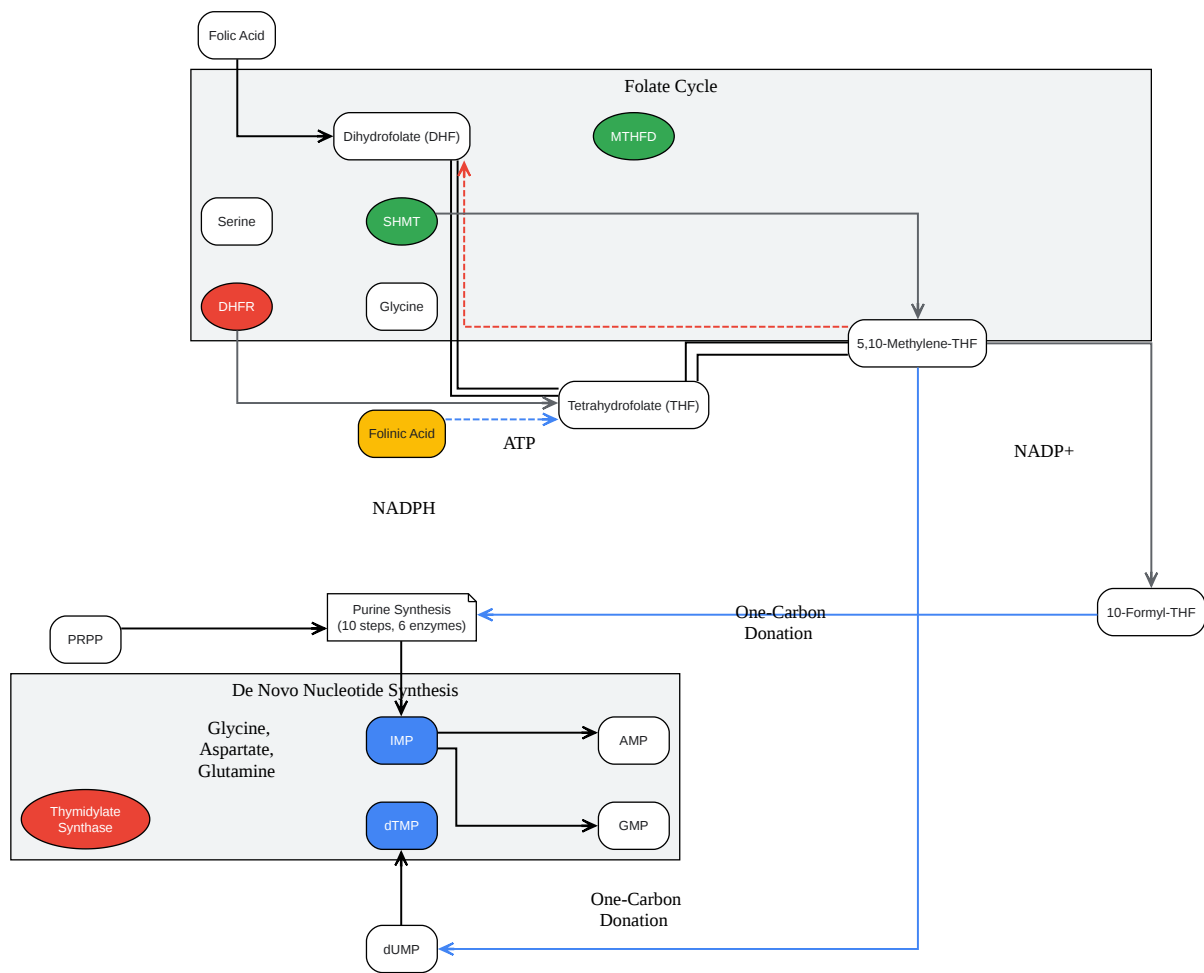 Folic Acid
Folate Cycle
Dihydrofolate (DHF)
MTHFD
Serine
SHMT
DHFR
Glycine
5,10-Methylene-THF
Tetrahydrofolate (THF)
Folinic Acid
ATP
NADP+
NADPH
Purine Synthesis
(10 steps, 6 enzymes)
One-Carbon
Donation
10-Formyl-THF
PRPP
De Novo Nucleotide Synthesis
Glycine,
Aspartate,
Glutamine
IMP
AMP
Thymidylate
Synthase
dTMP
GMP
One-Carbon
Donation
dUMP